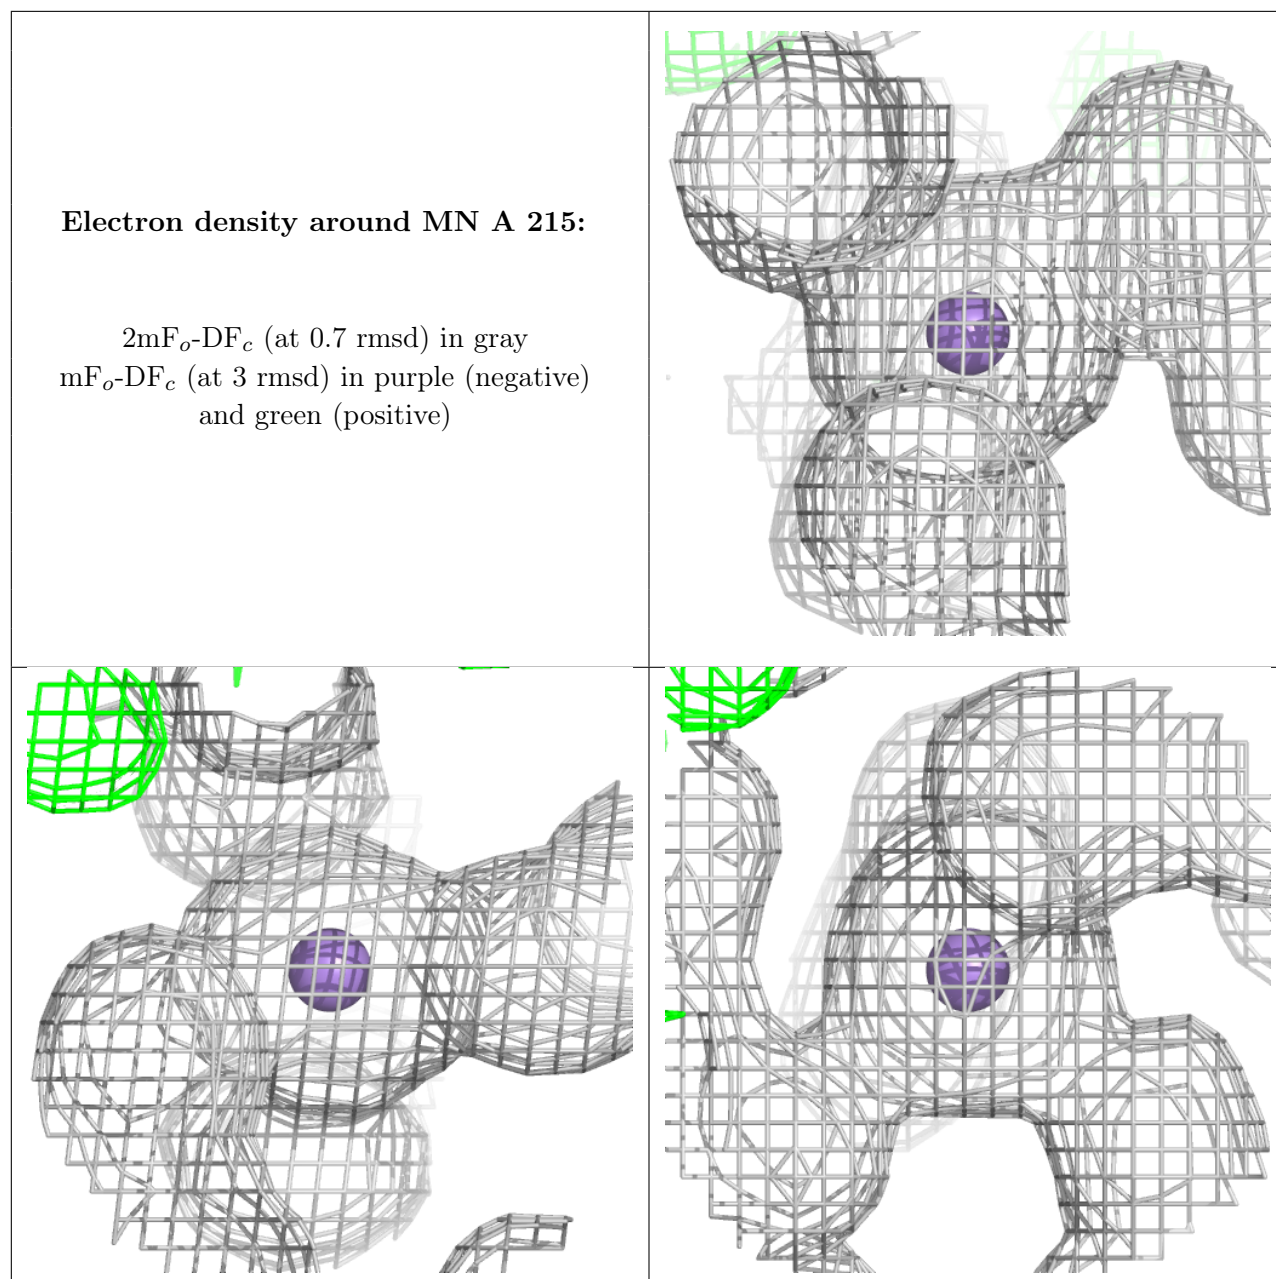 Electron density around MN A 215:
2mFo-DFc (at 0.7 rmsd) in gray
mFo-DFc (at 3 rmsd) in purple (negative)
and green (positive)